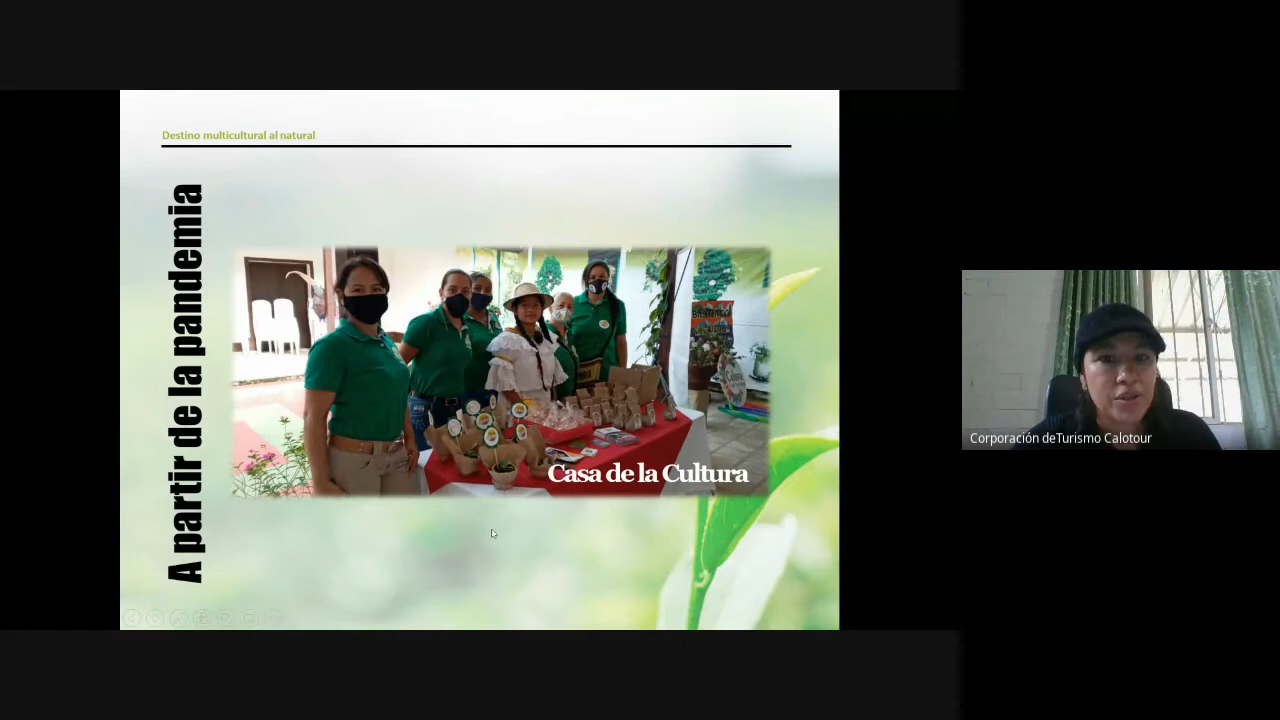 Destino multicultural al natural
A partir de la pandemia
Casa de la Cultura
Corporación deTurismo Calotour